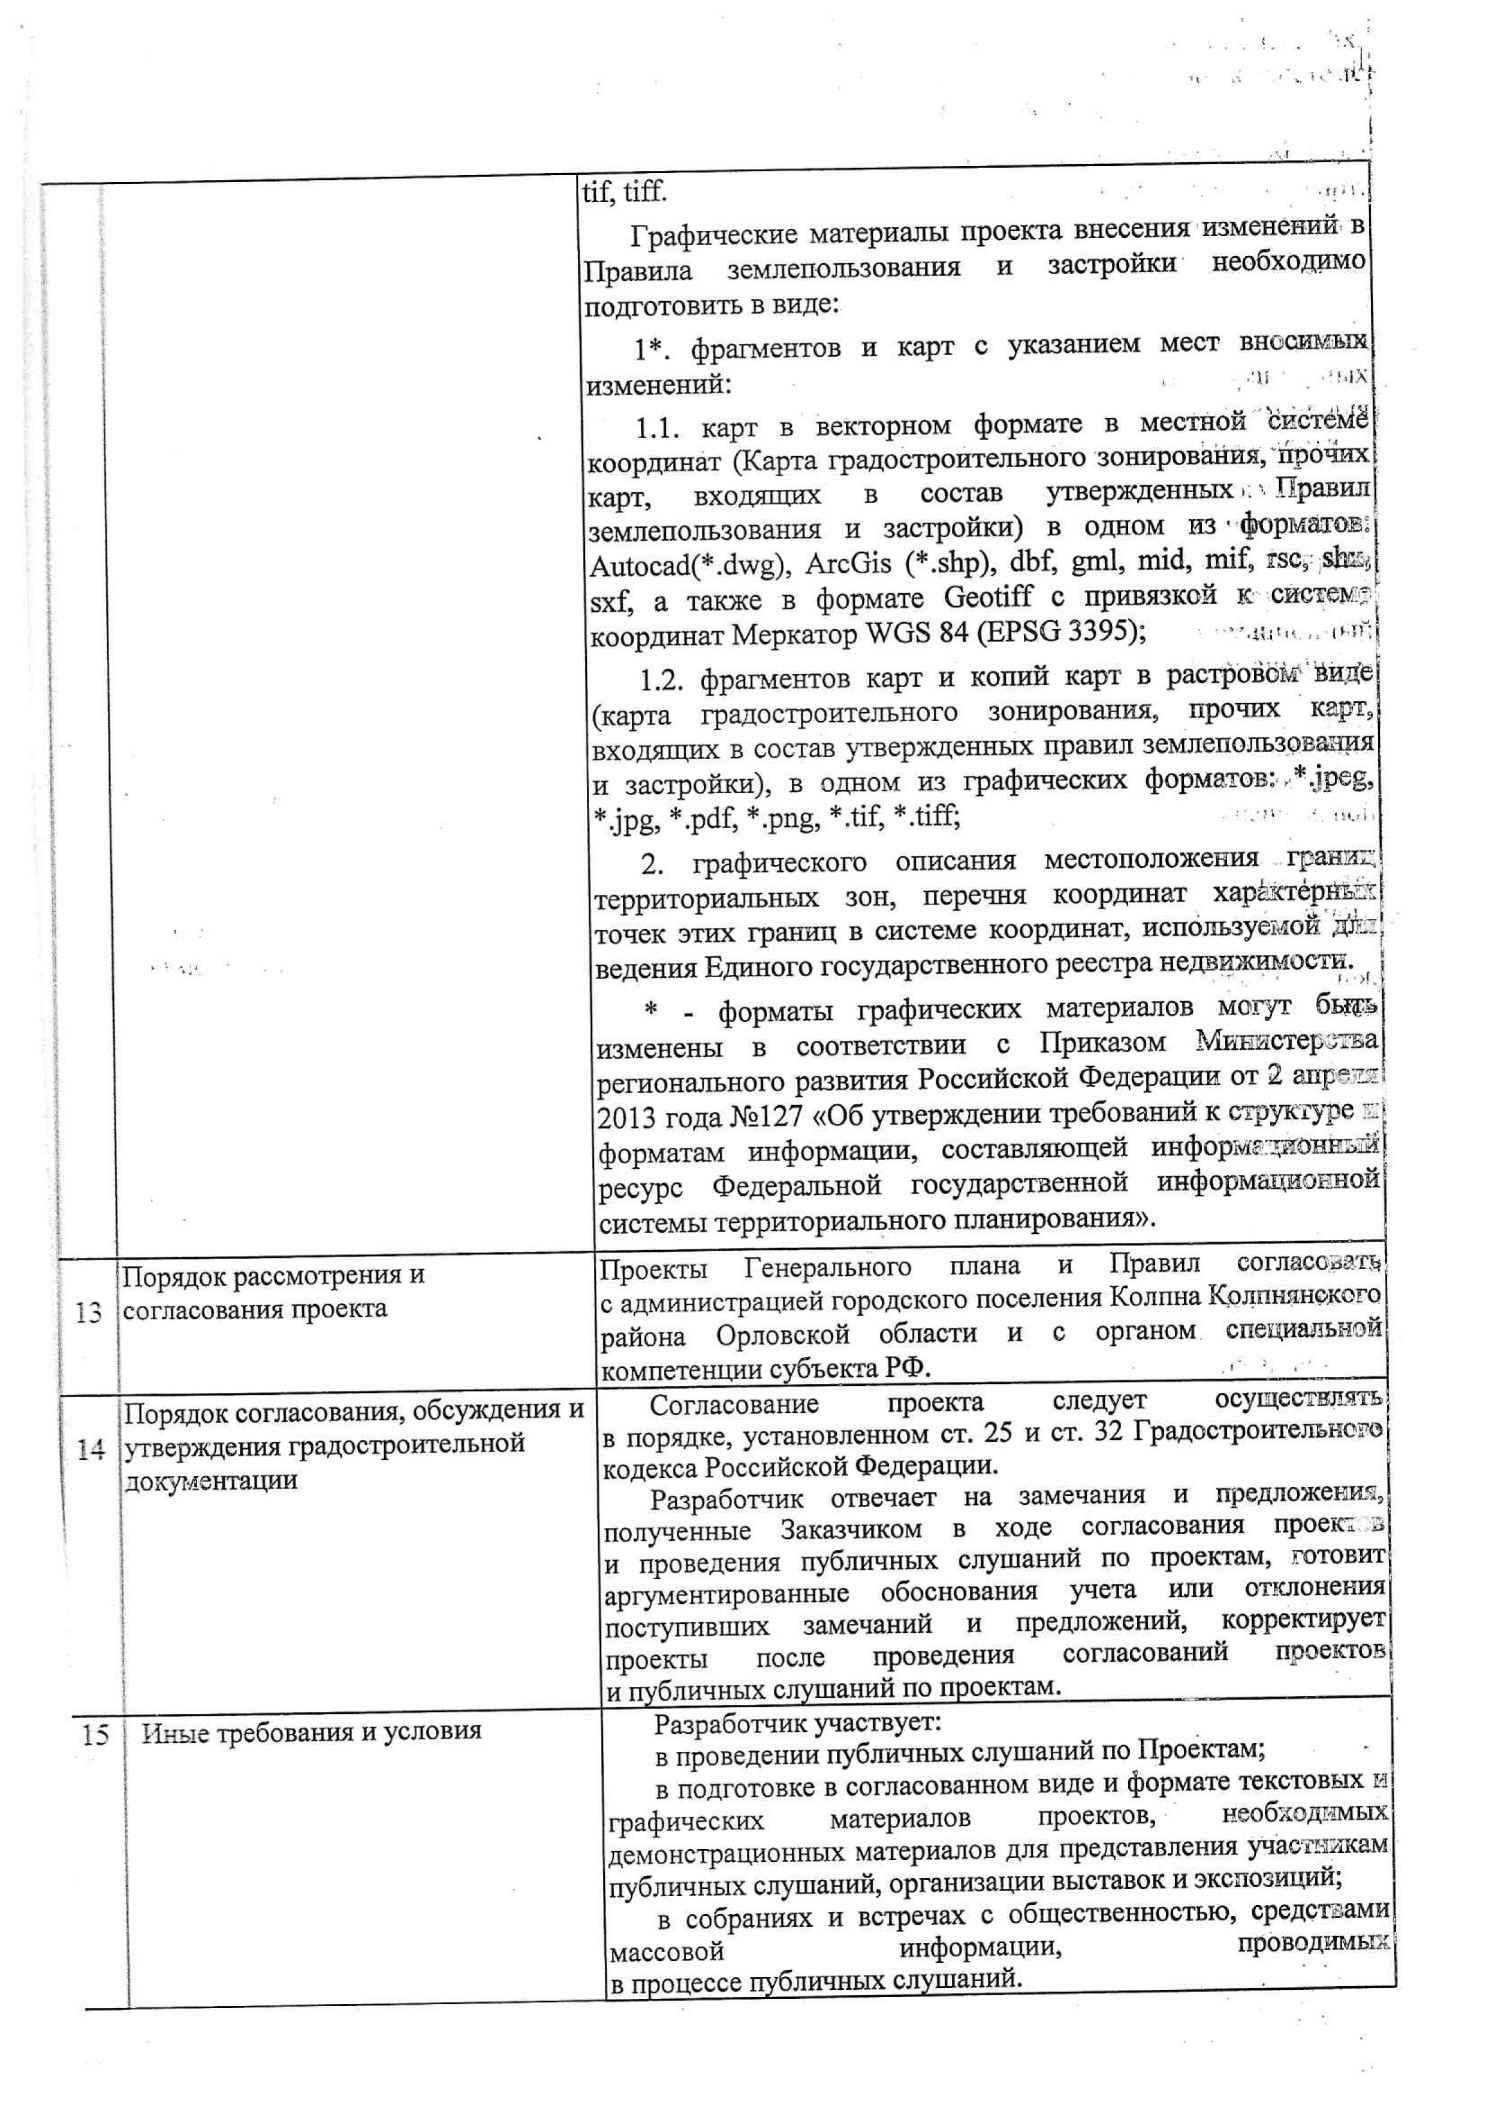 tif, tiff.
Графические материалы проекта внесения изменений в
Правила землепользования и застройки необходимо
подготовить в виде:
1*. фрагментов и карт с указанием мест вносимых
изменений:
1.1. карт в векторном формате в местной системе
координат (Карта градостроительного зонирования, прочих
карт, входящих в состав утвержденных Правил
землепользования и застройки) в одном из форматов:
Autocad(*.dwg), ArcGis (*.shp), dbf, gml, mid, mif, rsc, shx,
sxf, а также в формате Geotiff с привязкой к системе
координат Меркатор WGS 84 (EPSG 3395);
1.2. фрагментов карт и копий карт в растровом виде
(карта градостроительного зонирования, прочих карт,
входящих в состав утвержденных правил землепользования
и застройки), в одном из графических форматов: *.jpeg,
*.jpg, *.pdf, *.png, *.tif, *.tiff;
2. графического описания местоположения границ
территориальных зон, перечня координат характерных
точек этих границ в системе координат, используемой для
ведения Единого государственного реестра недвижимости.
* - форматы графических материалов могут быть
изменены в соответствии с Приказом Министерства
регионального развития Российской Федерации от 2 апреля
2013 года №127 «Об утверждении требований к структуре и
форматам информации, составляющей информационный
ресурс Федеральной государственной информационной
системы территориального планирования».
13
Порядок рассмотрения и
согласования проекта
Проекты Генерального плана и Правил согласовать
с администрацией городского поселения Колпна Колпнянского
района Орловской области и с органом специальной
компетенции субъекта РФ.
14
Порядок согласования, обсуждения и
утверждения градостроительной
документации
Согласование проекта следует осуществлять
в порядке, установленном ст. 25 и ст. 32 Градостроительного
кодекса Российской Федерации.
Разработчик отвечает на замечания и предложения,
полученные Заказчиком в ходе согласования проектов
и проведения публичных слушаний по проектам, готовит
аргументированные обоснования учета или отклонения
поступивших замечаний и предложений, корректирует
проекты после проведения согласований проектов
и публичных слушаний по проектам.
15
Иные требования и условия
Разработчик участвует:
в проведении публичных слушаний по Проектам;
в подготовке в согласованном виде и формате текстовых и
графических материалов проектов, необходимых
демонстрационных материалов для представления участникам
публичных слушаний, организации выставок и экспозиций;
в собраниях и встречах с общественностью, средствами
массовой информации, проводимых
в процессе публичных слушаний.